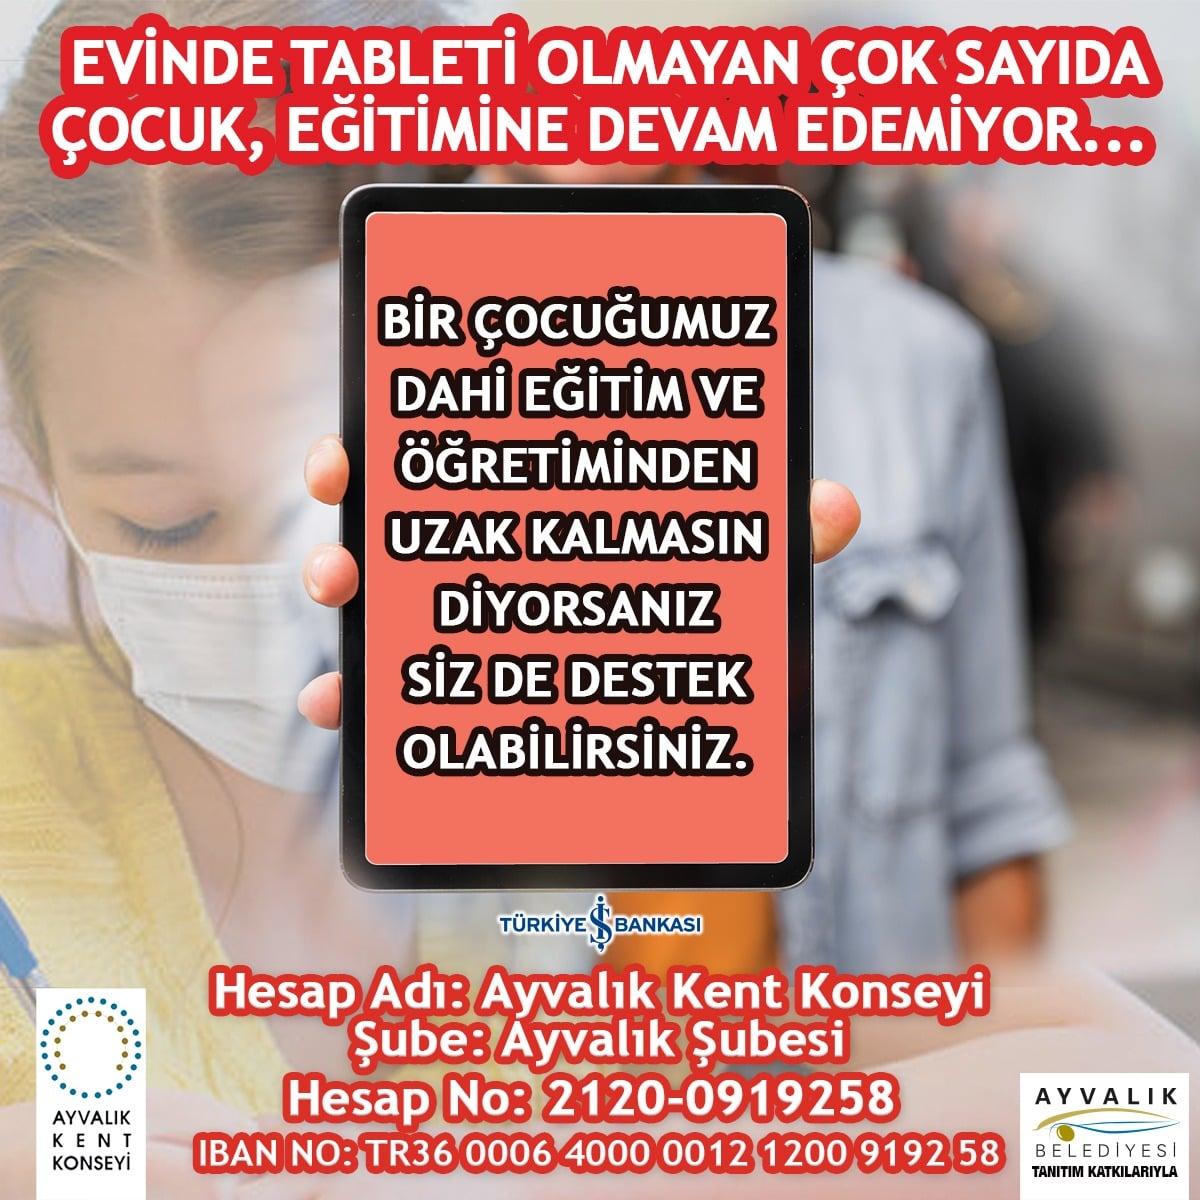 EVİNDE TABLETİ OLMAYAN ÇOK SAYIDA
ÇOCUK, EĞİTİMİNE DEVAM EDEMİYOR...
BİR ÇOCUĞUMUZ
DAHİ EĞİTİM VE
ÖĞRETİMİNDEN
UZAK KALMASIN
DİYORSANIZ
SİZ DE DESTEK
OLABİLİRSİNİZ.
TÜRKİYE İŞ BANKASI
Hesap Adı: Ayvalık Kent Konseyi
Şube: Ayvalık Şubesi
Hesap No: 2120-0919258
IBAN NO: TR36 0006 4000 0012 1200 9192 58
AYVALIK
KENT
KONSEYİ
AYVALIK
BELEDİYESİ
TANITIM KATKILARIYLA